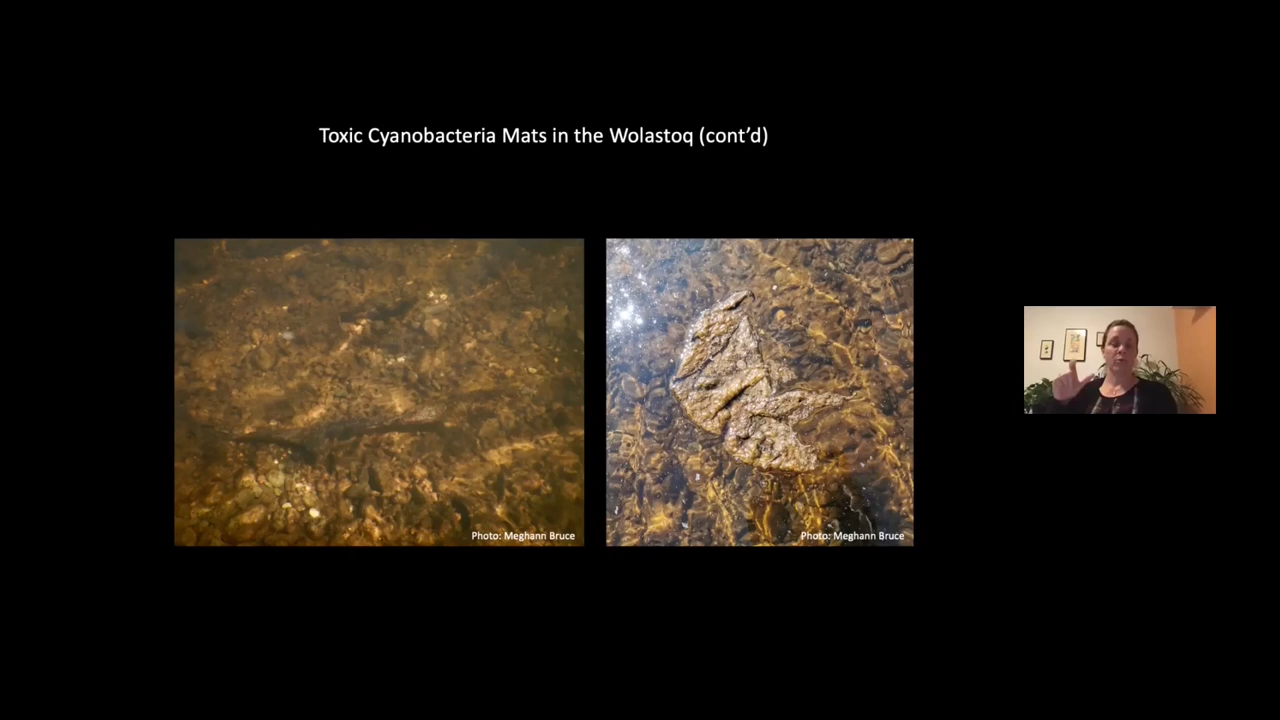 Toxic Cyanobacteria Mats in the Wolastoq (cont’d)
Photo: Meghann Bruce
Photo: Meghann Bruce